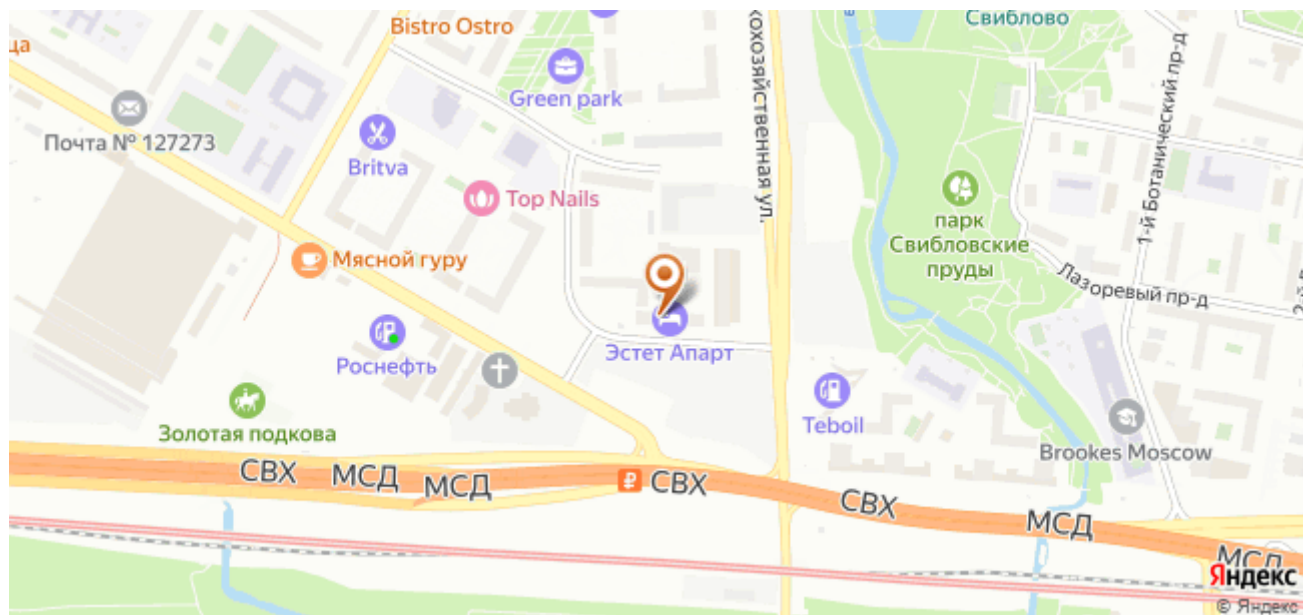 Bistro Ostro
Свиблово
ца
Green park
Почта № 127273
Britva
Top Nails
кохозяйственная ул.
1-й Ботанический пр-д
парк
Свибловские
пруды
Мясной гуру
Лазоревый пр-д
Эстет Апарт
Роснефть
Золотая подкова
Teboil
Brookes Moscow
СВХ
МСД
МСД
₽
СВХ
СВХ
МСД
МСД
Яндекс
© Яндекс